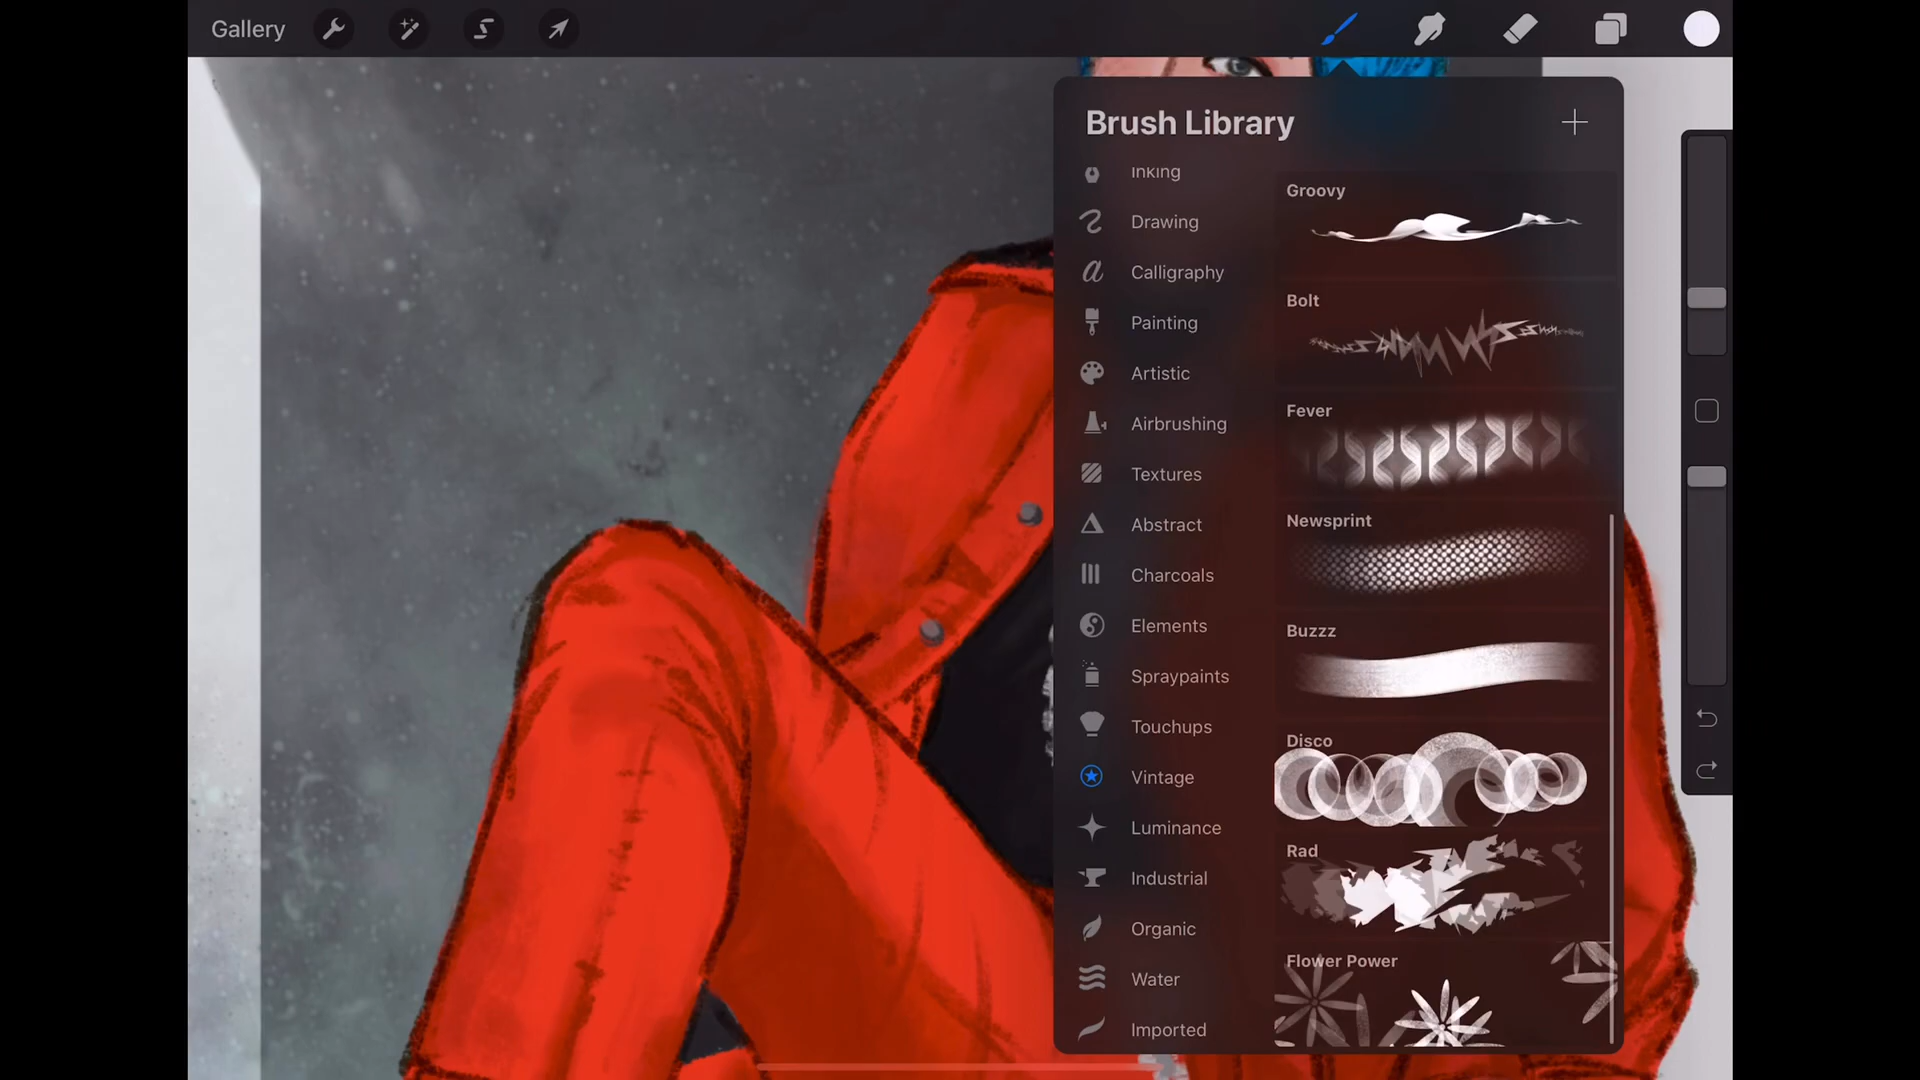 Gallery
Brush Library
Inking
Drawing
Calligraphy
Painting
Artistic
Airbrushing
Textures
Abstract
Charcoals
Elements
Spraypaints
Touchups
Vintage
Luminance
Industrial
Organic
Water
Imported
Groovy
Bolt
Fever
Newsprint
Buzzz
Disco
Rad
Flower Power